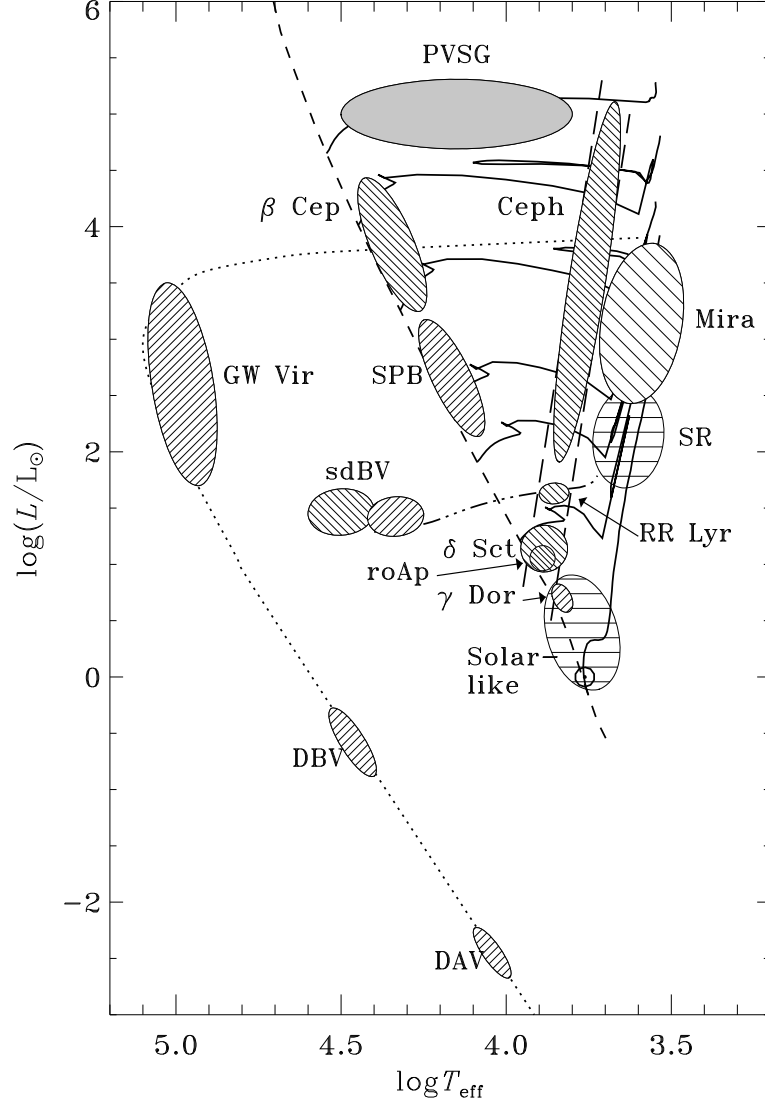 6
PVSG
β Cep
Ceph
4
Mira
GW Vir
SPB
SR
2
sdBV
RR Lyr
δ Sct
roAp
γ Dor
log(L/L☉)
Solar-
like
0
DBV
−2
DAV
5.0 4.5 4.0 3.5
logTeff